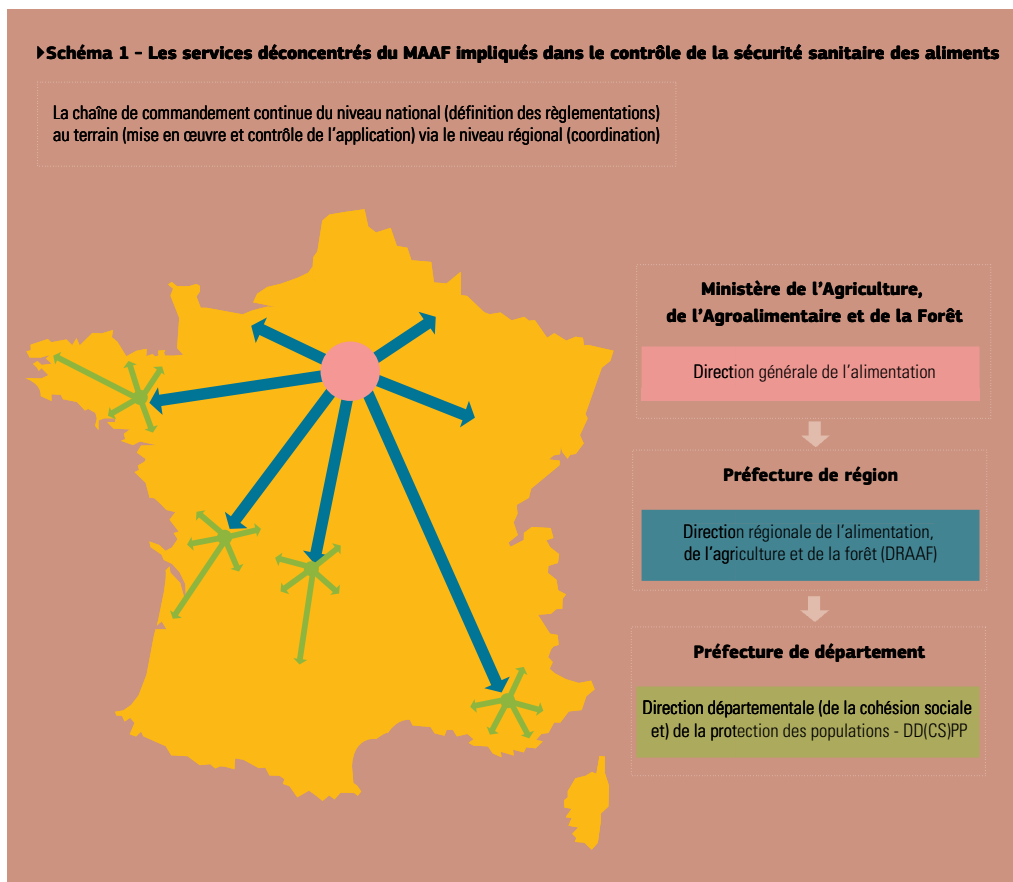 Schéma 1 - Les services déconcentrés du MAAF impliqués dans le contrôle de la sécurité sanitaire des aliments
La chaîne de commandement continue du niveau national (définition des règlementations)
au terrain (mise en œuvre et contrôle de l'application) via le niveau régional (coordination)
Ministère de l'Agriculture,
de l'Agroalimentaire et de la Forêt
Direction générale de l'alimentation
Préfecture de région
Direction régionale de l'alimentation,
de l'agriculture et de la forêt (DRAAF)
Préfecture de département
Direction départementale (de la cohésion sociale
et) de la protection des populations - DD(CS)PP